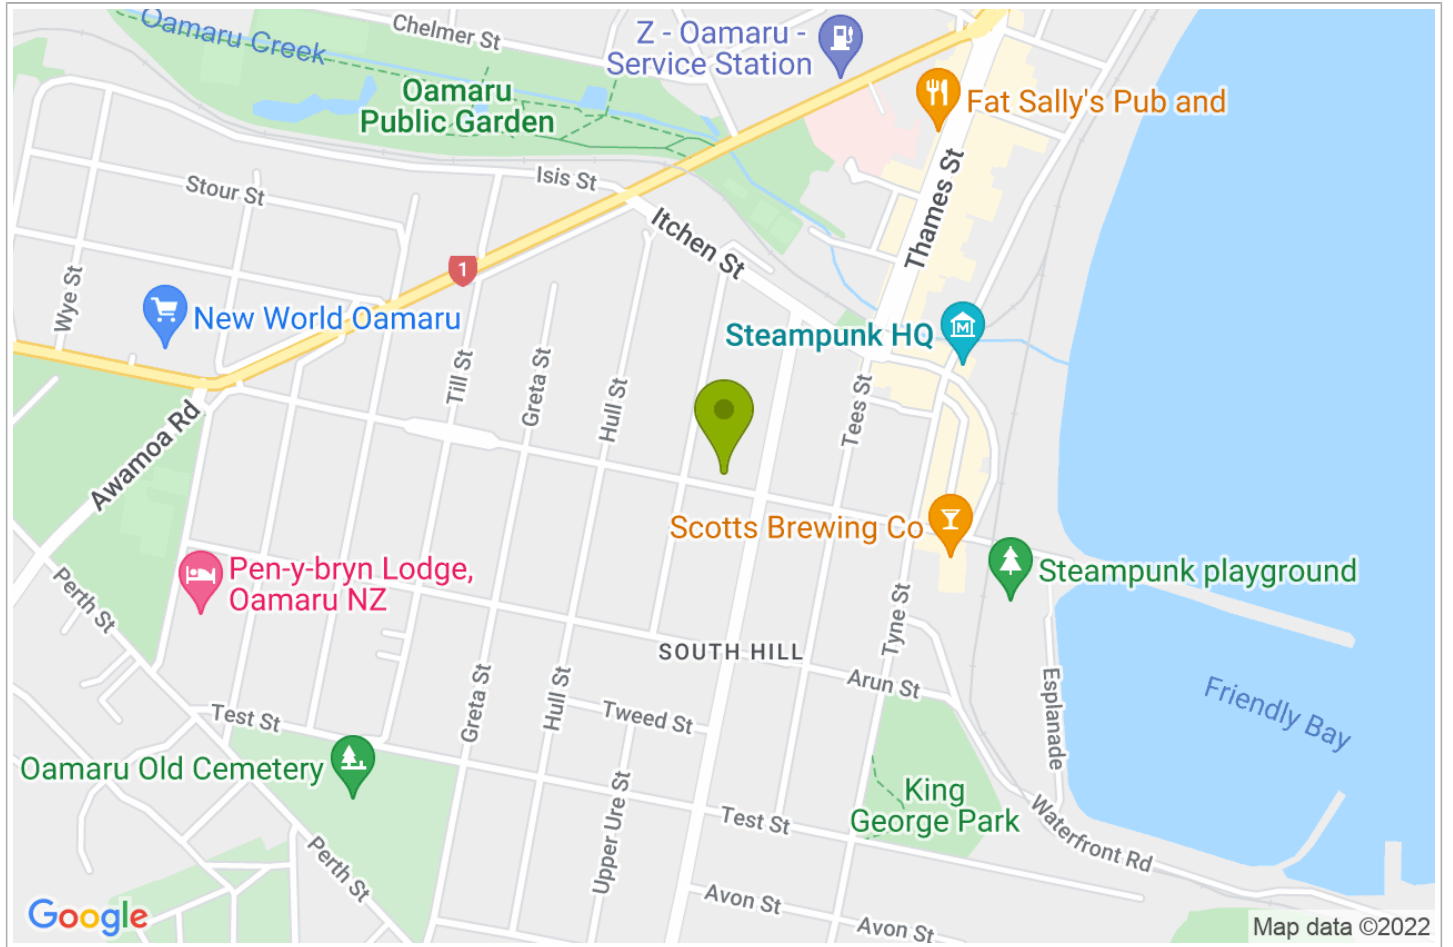 Chelmer St
Oamaru Creek
Z - Oamaru -
Service Station
Oamaru
Public Garden
Fat Sally's Pub and
Isis St
Stour St
Thames St
Itchen St
1
Wye St
New World Oamaru
Steampunk HQ
M
Till St
Greta St
Hull St
Tees St
Awamoa Rd
Scotts Brewing Co
Steampunk playground
Pen-y-bryn Lodge,
Oamaru NZ
Perth St
Tyne St
SOUTH HILL
Arun St
Esplanade
Friendly Bay
Greta St
Hull St
Test St
Tweed St
Oamaru Old Cemetery
Upper Ure St
King
George Park
Test St
Waterfront Rd
Perth St
Avon St
Avon St
Google
Map data ©2022